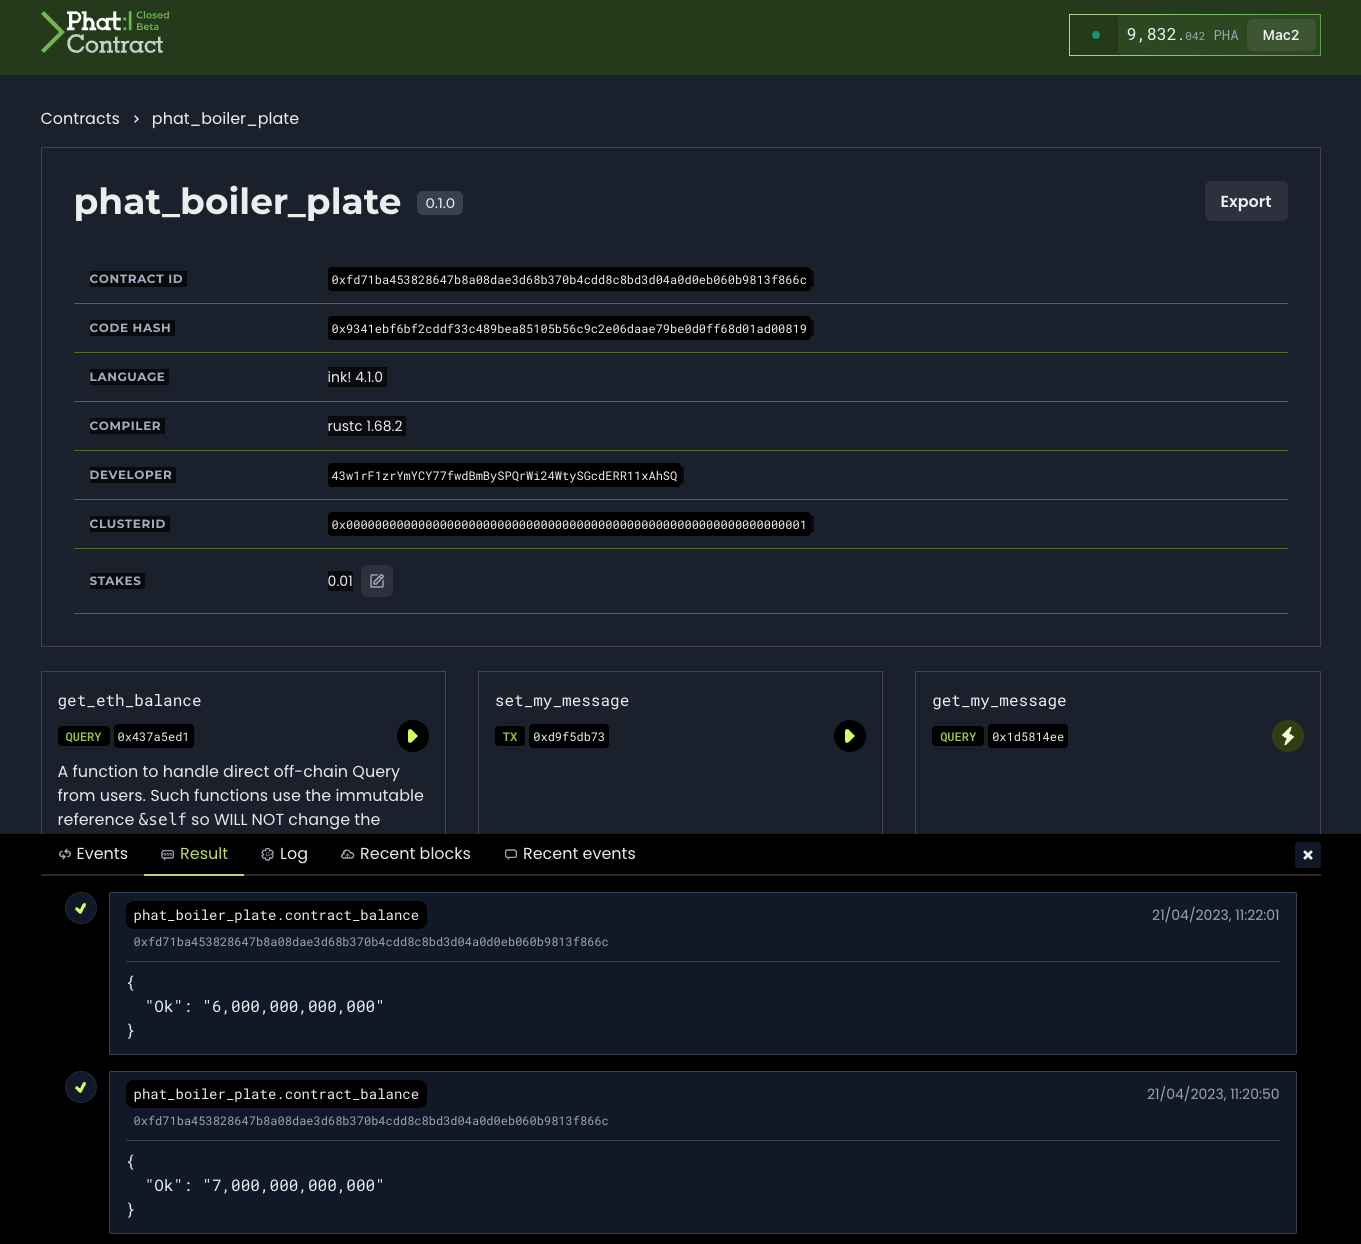 Phat Closed Beta
Contract
9,832.042 PHA Mac2
Contracts > phat_boiler_plate
phat_boiler_plate 0.1.0 Export
CONTRACT ID 0xfd71ba453828647b8a08dae3d68b370b4cdd8c8bd3d04a0d0eb060b9813f866c
CODE HASH 0x9341ebf6bf2cddf33c489bea85105b56c9c2e06daae79be0d0ff68d01ad00819
LANGUAGE ink! 4.1.0
COMPILER rustc 1.68.2
DEVELOPER 43w1rF1zrYmYCY77fwdBmBySPQrWi24WtySGcdERR11xAhSQ
CLUSTERID 0x0000000000000000000000000000000000000000000000000000000000000001
STAKES 0.01
get_eth_balance
QUERY 0x437a5ed1
A function to handle direct off-chain Query
from users. Such functions use the immutable
reference &self so WILL NOT change the
set_my_message
TX 0xd9f5db73
get_my_message
QUERY 0x1d5814ee
Events Result Log Recent blocks Recent events
phat_boiler_plate.contract_balance 21/04/2023, 11:22:01
0xfd71ba453828647b8a08dae3d68b370b4cdd8c8bd3d04a0d0eb060b9813f866c
{
"Ok": "6,000,000,000,000"
}
phat_boiler_plate.contract_balance 21/04/2023, 11:20:50
0xfd71ba453828647b8a08dae3d68b370b4cdd8c8bd3d04a0d0eb060b9813f866c
{
"Ok": "7,000,000,000,000"
}